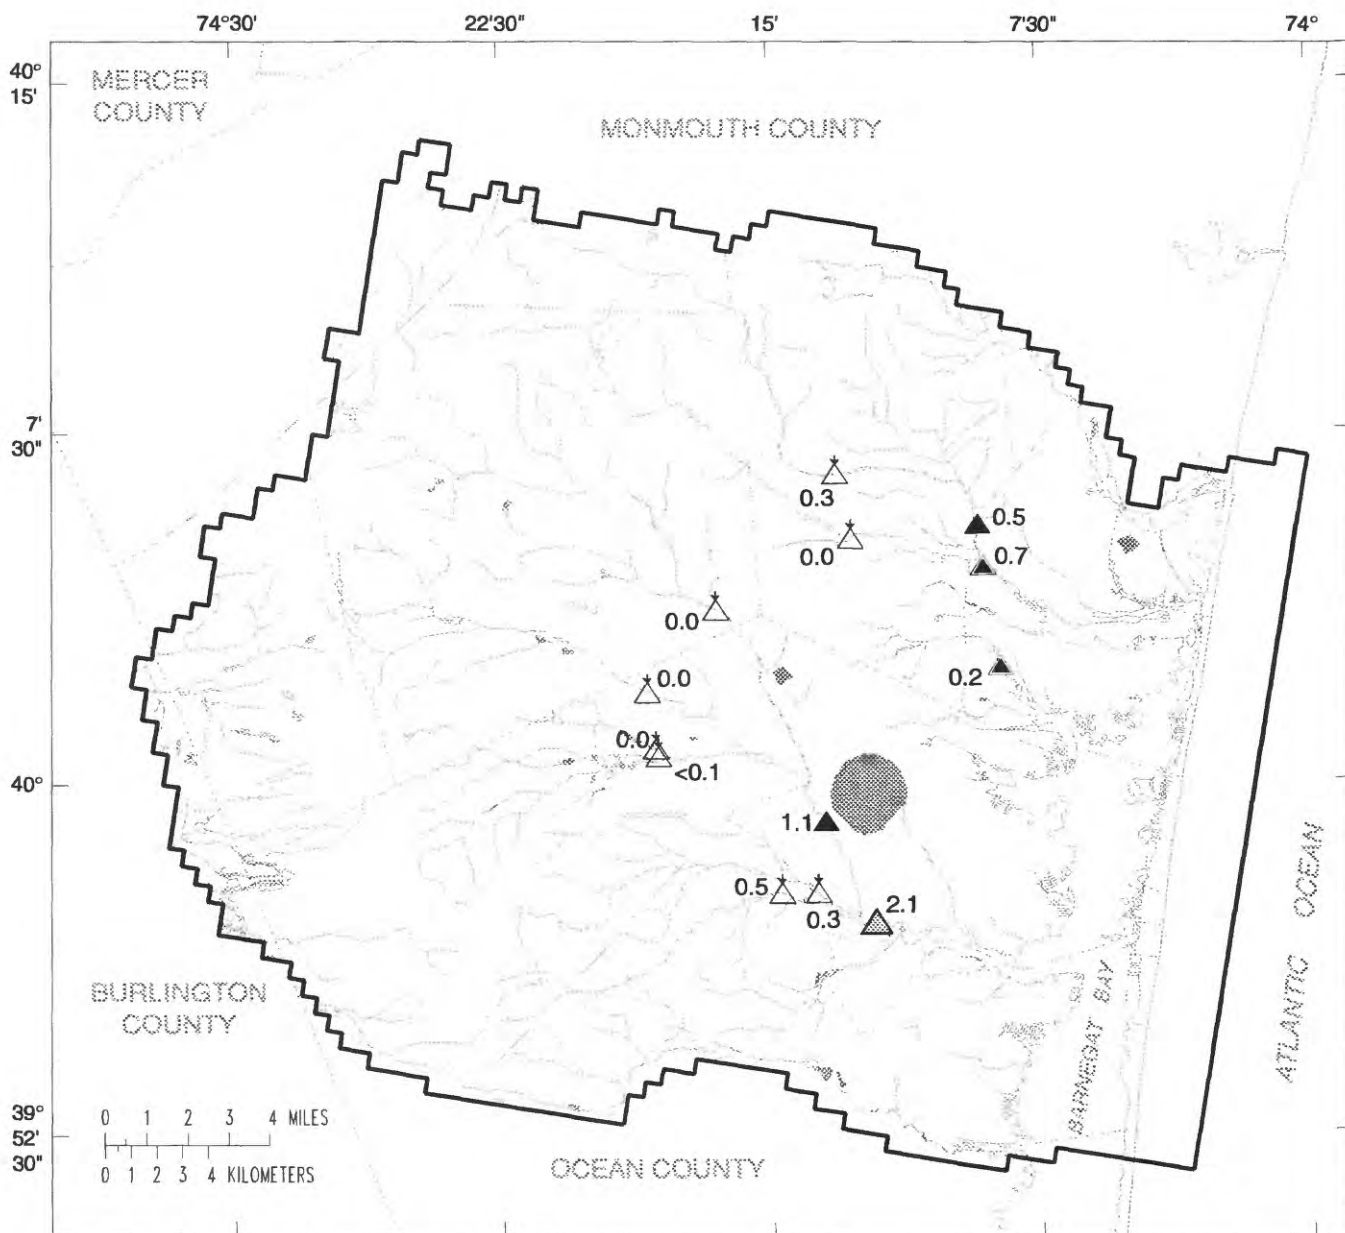 74°30' 22'30" 15' 7'30" 74°
40°
15'
MERCER
COUNTY
MONMOUTH COUNTY
7'
30"
0.3
0.5
0.0
0.7
0.0
0.2
0.0
0.0
<0.1
40°
1.1
0.5
0.3
2.1
ATLANTIC OCEAN
BARNEGAT BAY
BURLINGTON
COUNTY
39°
52'
30"
0 1 2 3 4 MILES
0 1 2 3 4 KILOMETERS
OCEAN COUNTY